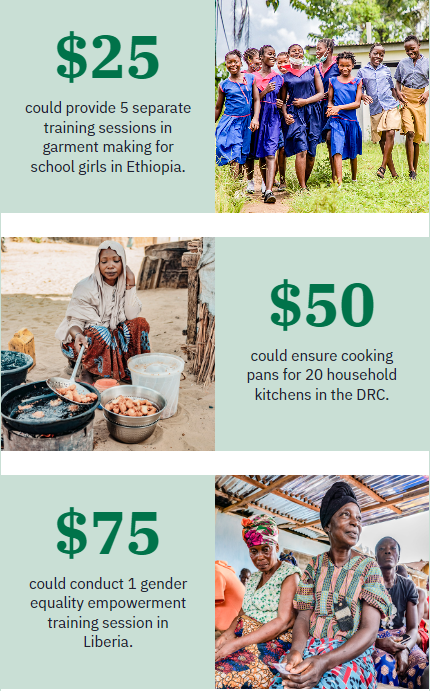 $25
could provide 5 separate
training sessions in
garment making for
school girls in Ethiopia.
$50
could ensure cooking
pans for 20 household
kitchens in the DRC.
$75
could conduct 1 gender
equality empowerment
training session in
Liberia.